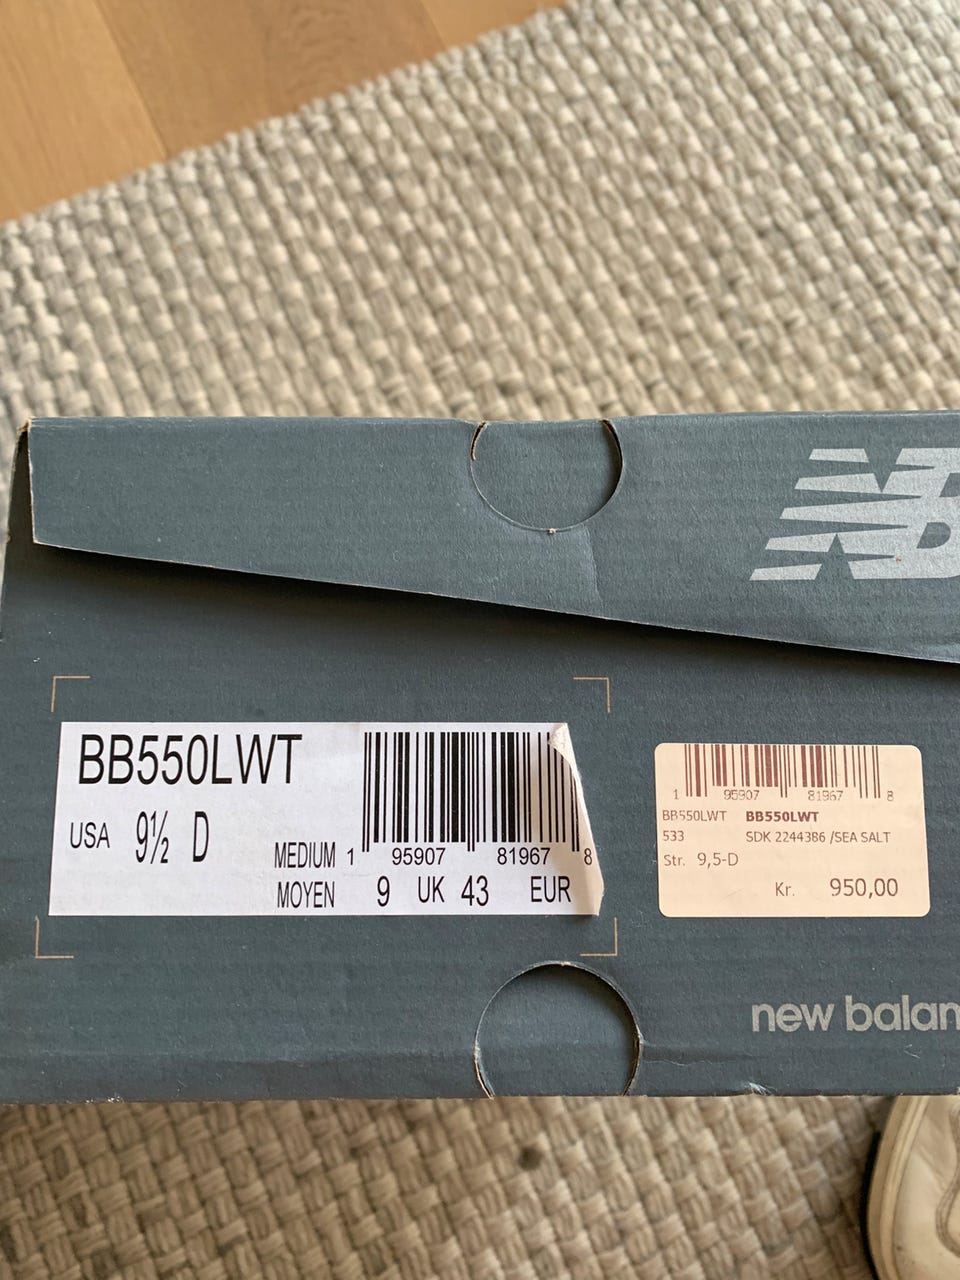 NB
BB550LWT
USA 9½ D
MEDIUM 1 95907 81967 8
MOYEN 9 UK 43 EUR
1 95907 81967 8
BB550LWT BB550LWT
533 SDK 2244386 /SEA SALT
Str. 9,5-D
Kr. 950,00
new balan